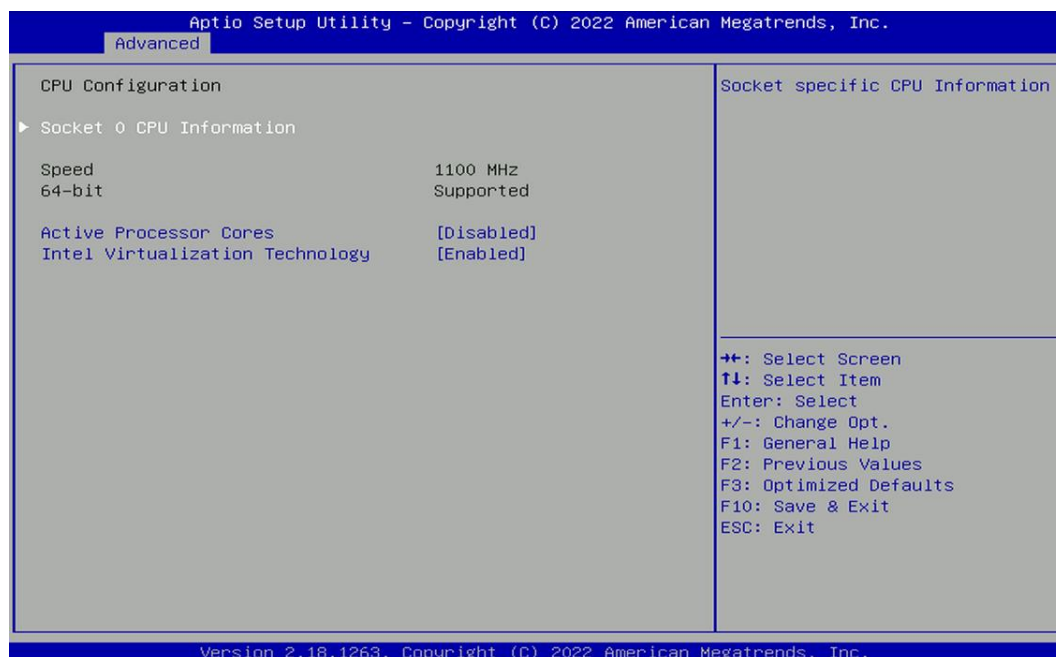 Aptio Setup Utility – Copyright (C) 2022 American Megatrends, Inc.
Advanced
CPU Configuration
Socket 0 CPU Information
Speed 1100 MHz
64-bit Supported
Active Processor Cores [Disabled]
Intel Virtualization Technology [Enabled]
Socket specific CPU Information
→←: Select Screen
↑↓: Select Item
Enter: Select
+/-: Change Opt.
F1: General Help
F2: Previous Values
F3: Optimized Defaults
F10: Save & Exit
ESC: Exit
Version 2.18.1263. Copyright (C) 2022 American Megatrends, Inc.